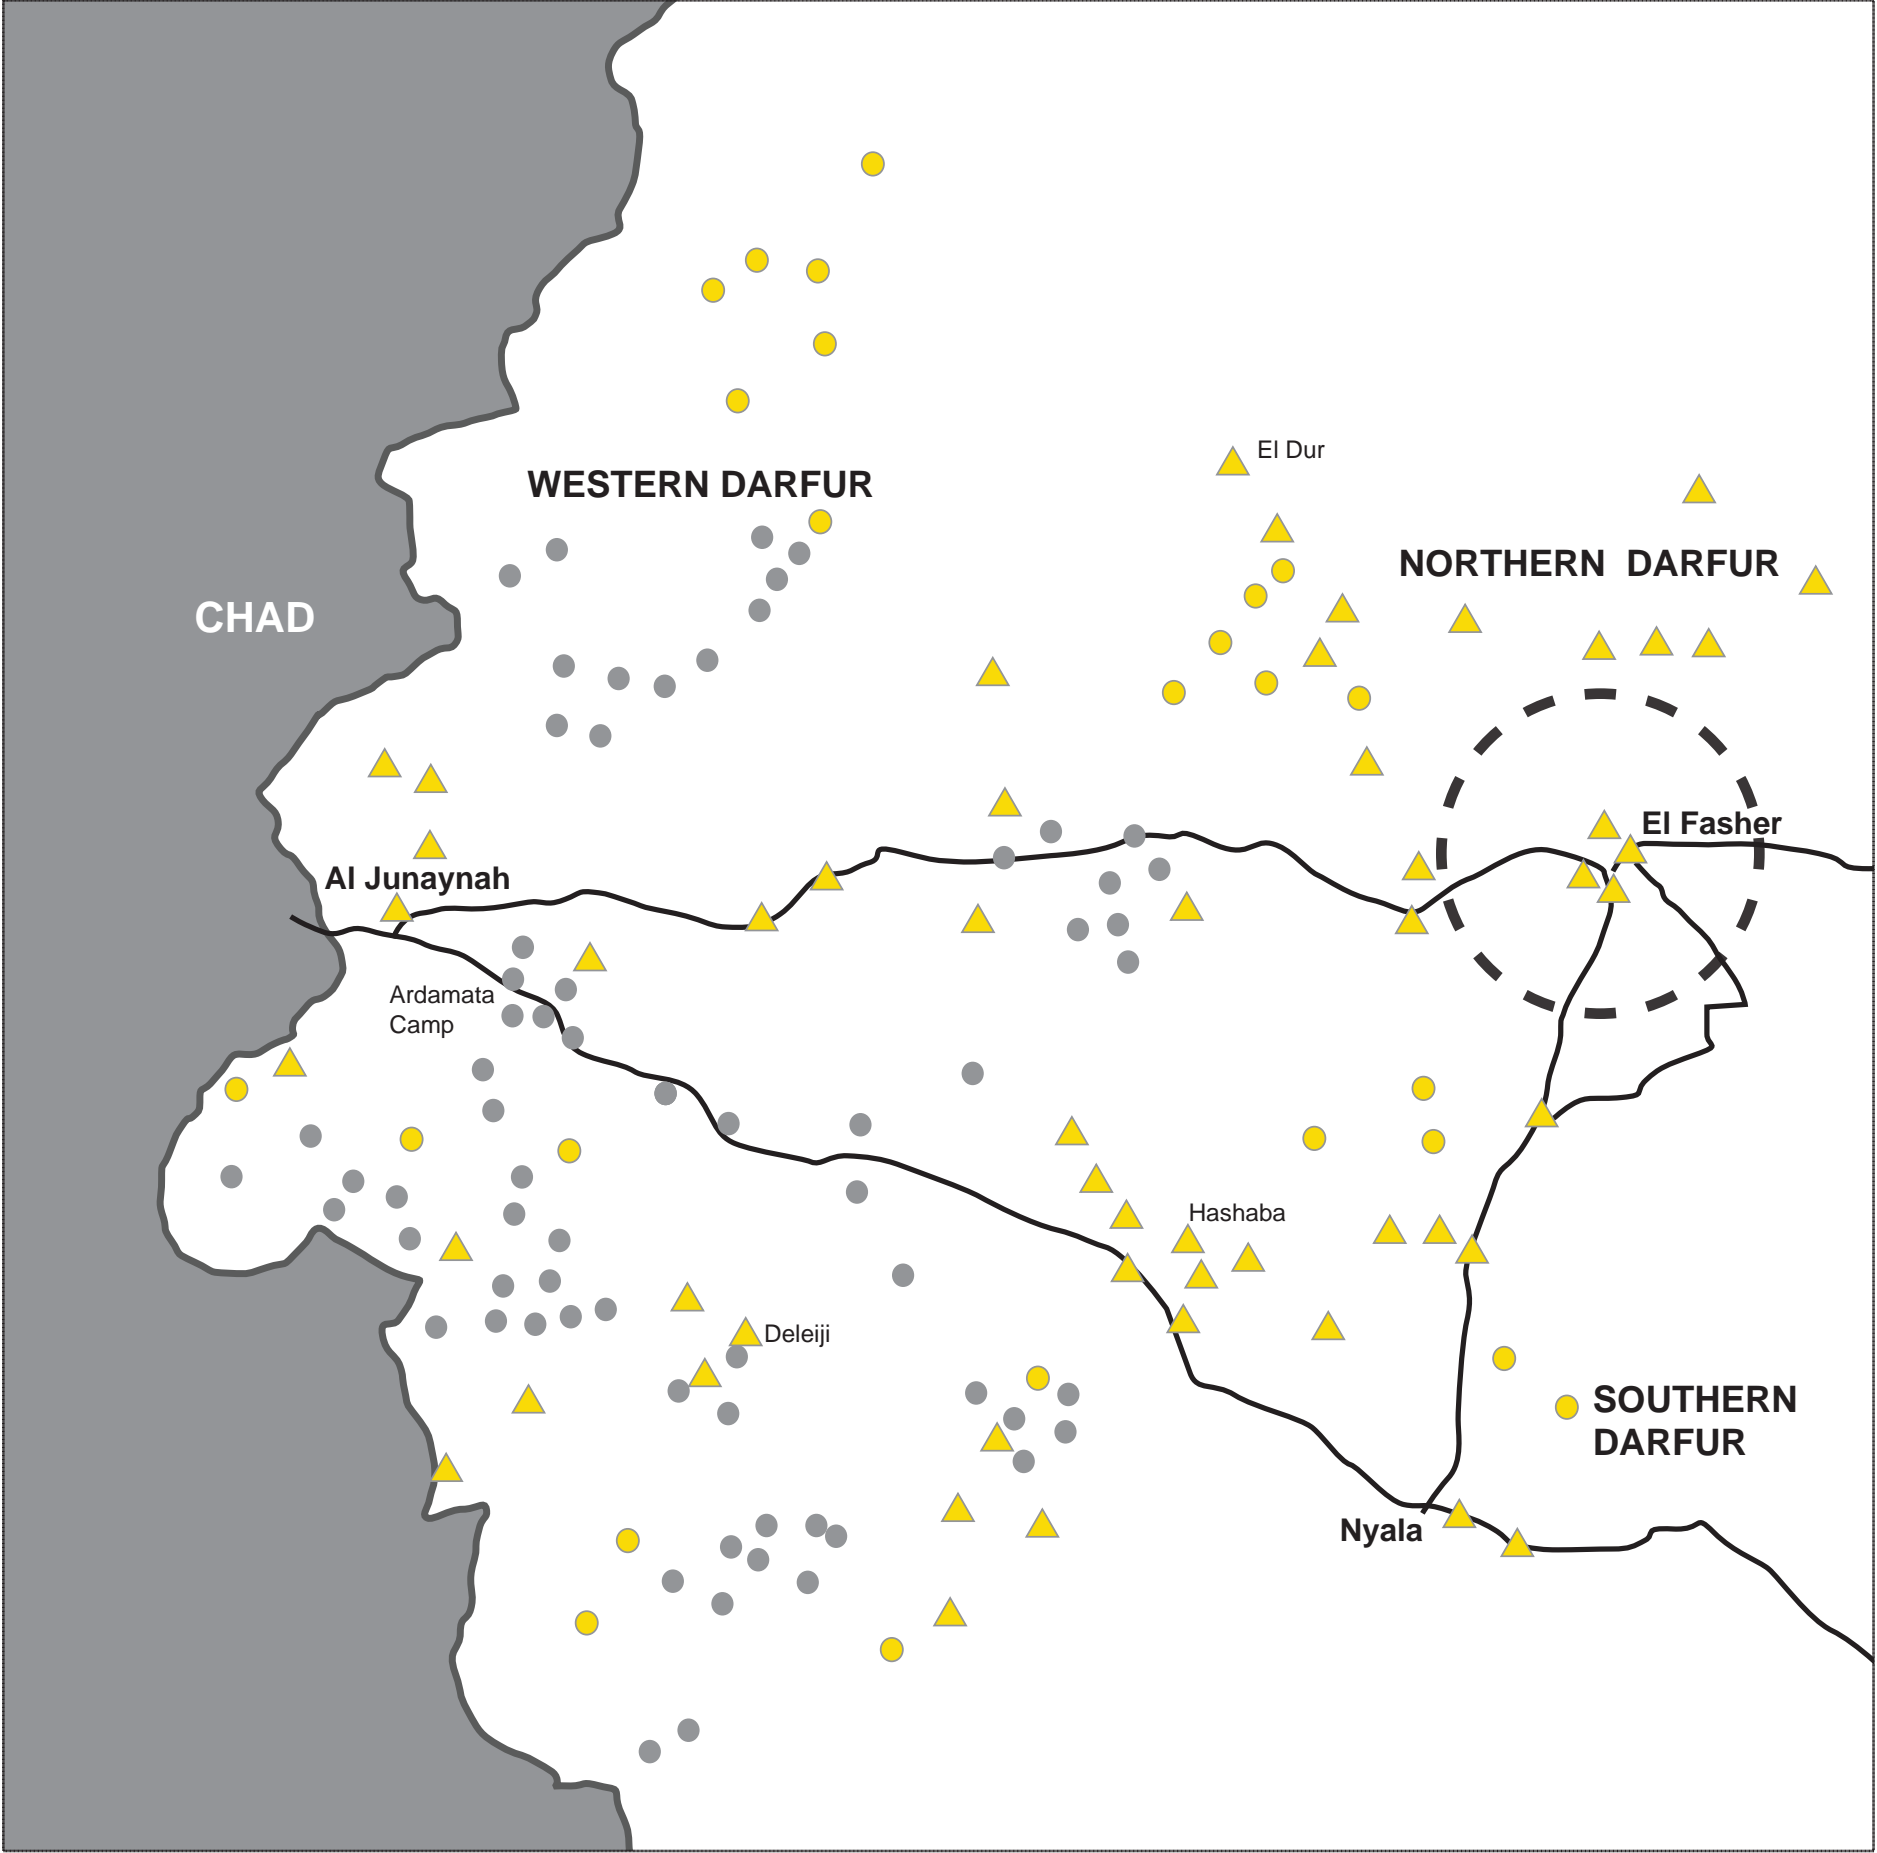 El Dur
WESTERN DARFUR
NORTHERN DARFUR
CHAD
El Fasher
Al Junaynah
Ardamata
Camp
Hashaba
Deleiji
SOUTHERN
DARFUR
Nyala